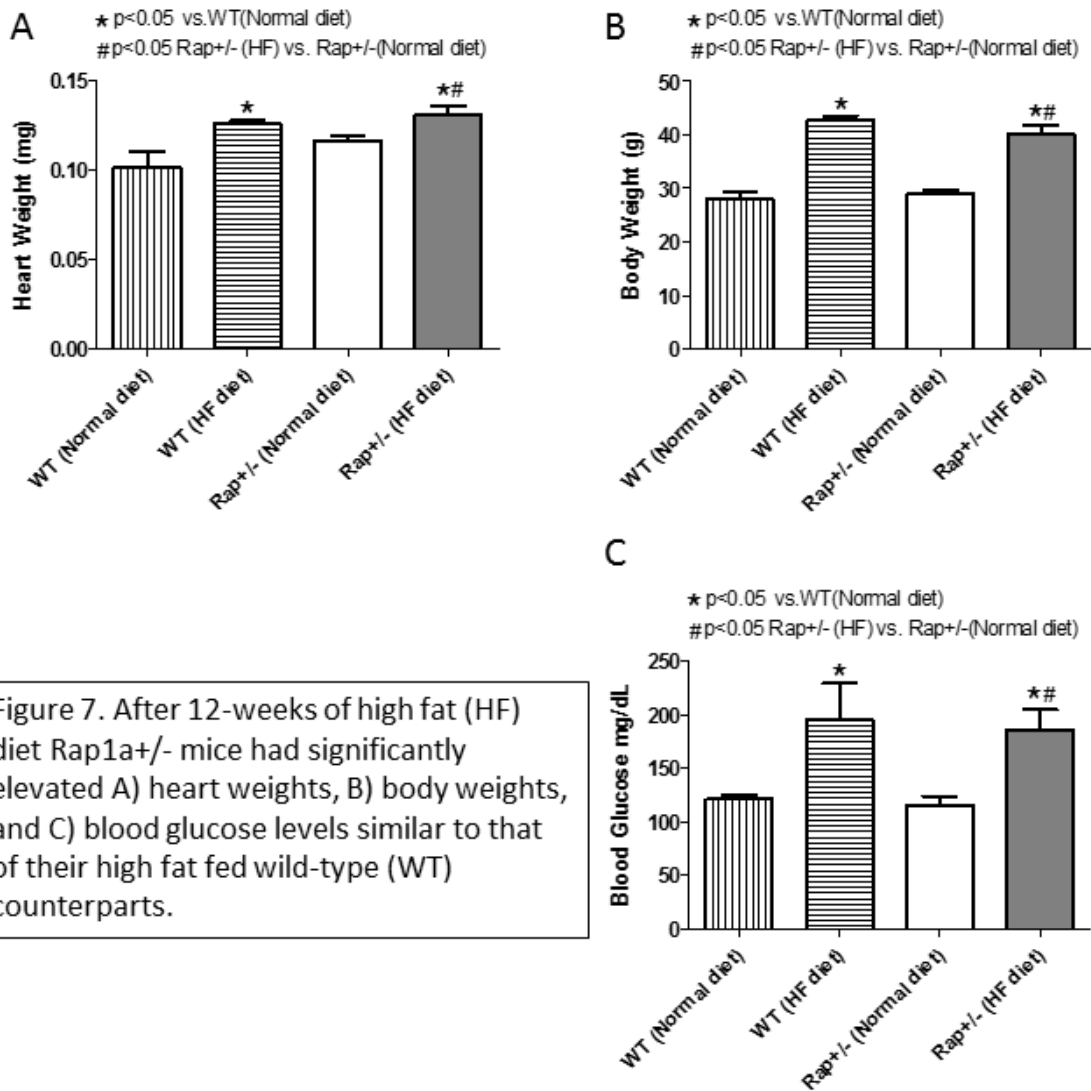 A
* p<0.05 vs.WT(Normal diet)
#p<0.05 Rap+/- (HF) vs. Rap+/-(Normal diet)
Heart Weight (mg)
0.15
0.10
0.05
0.00
*
*#
WT (Normal diet)
WT (HF diet)
Rap+/- (Normal diet)
Rap+/- (HF diet)
B
* p<0.05 vs.WT(Normal diet)
#p<0.05 Rap+/- (HF) vs. Rap+/-(Normal diet)
Body Weight (g)
50
40
30
20
10
0
*
*#
WT (Normal diet)
WT (HF diet)
Rap+/- (Normal diet)
Rap+/- (HF diet)
C
* p<0.05 vs.WT(Normal diet)
#p<0.05 Rap+/- (HF) vs. Rap+/-(Normal diet)
Blood Glucose mg/dL
250
200
150
100
50
0
*
*#
WT (Normal diet)
WT (HF diet)
Rap+/- (Normal diet)
Rap+/- (HF diet)
Figure 7. After 12-weeks of high fat (HF)
diet Rap1a+/- mice had significantly
elevated A) heart weights, B) body weights,
and C) blood glucose levels similar to that
of their high fat fed wild-type (WT)
counterparts.